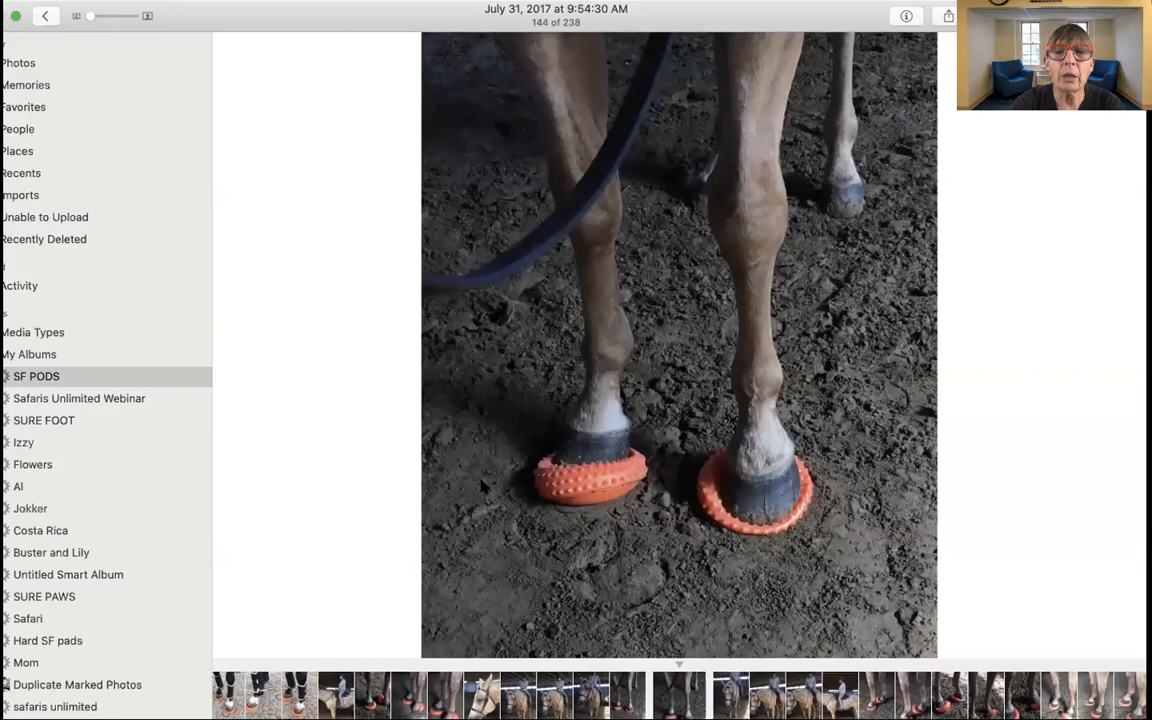 July 31, 2017 at 9:54:30 AM
144 of 238
Photos
Memories
Favorites
People
Places
Recents
mports
Unable to Upload
Recently Deleted
Activity
s
Media Types
My Albums
SF PODS
Safaris Unlimited Webinar
SURE FOOT
Izzy
Flowers
Al
Jokker
Costa Rica
Buster and Lily
Untitled Smart Album
SURE PAWS
Safari
Hard SF pads
Mom
Duplicate Marked Photos
safaris unlimited